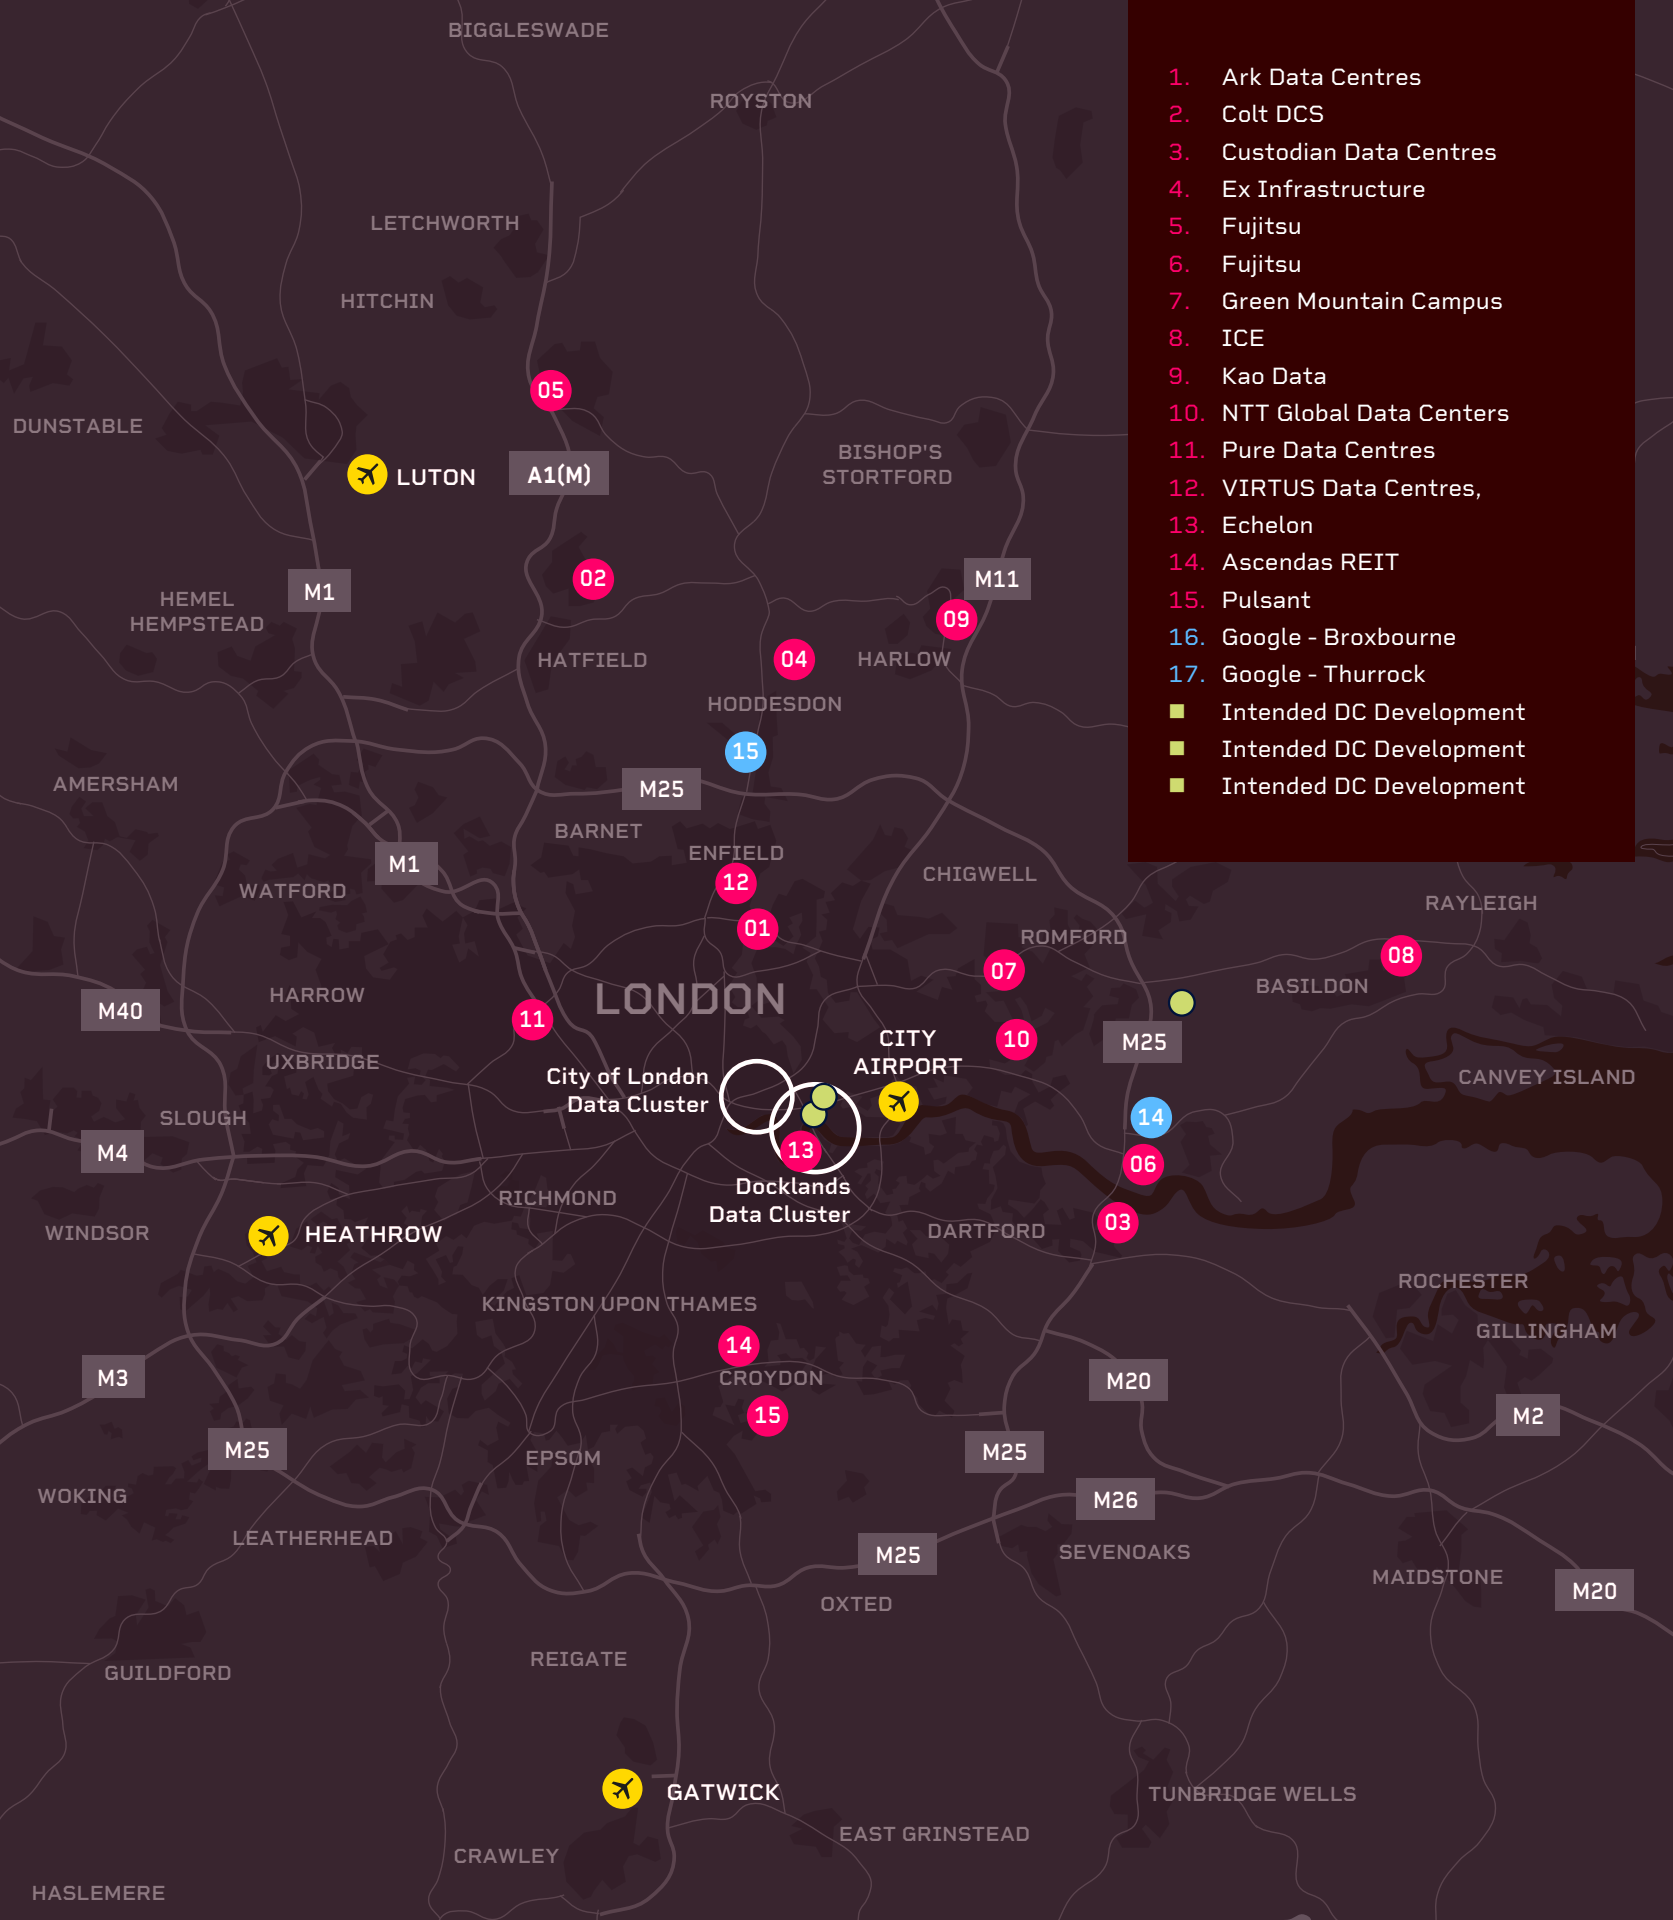 BIGGLESWADE
ROYSTON
LETCHWORTH
HITCHIN
05
DUNSTABLE
BISHOP'S
STORTFORD
LUTON
A1(M)
M1
02
M11
HEMEL
HEMPSTEAD
09
HATFIELD
04
HARLOW
HODDESDON
15
AMERSHAM
M25
BARNET
ENFIELD
M1
CHIGWELL
12
WATFORD
RAYLEIGH
01
ROMFORD
08
07
BASILDON
HARROW
LONDON
M40
11
CITY
AIRPORT
10
M25
UXBRIDGE
City of London
Data Cluster
CANVEY ISLAND
SLOUGH
14
M4
13
06
Docklands
Data Cluster
RICHMOND
03
WINDSOR
HEATHROW
DARTFORD
ROCHESTER
KINGSTON UPON THAMES
GILLINGHAM
14
M3
CROYDON
M20
15
M2
M25
EPSOM
M25
WOKING
M26
LEATHERHEAD
M25
SEVENOAKS
MAIDSTONE
M20
OXTED
REIGATE
GUILDFORD
GATWICK
TUNBRIDGE WELLS
EAST GRINSTEAD
CRAWLEY
HASLEMERE
1. Ark Data Centres
2. Colt DCS
3. Custodian Data Centres
4. Ex Infrastructure
5. Fujitsu
6. Fujitsu
7. Green Mountain Campus
8. ICE
9. Kao Data
10. NTT Global Data Centers
11. Pure Data Centres
12. VIRTUS Data Centres,
13. Echelon
14. Ascendas REIT
15. Pulsant
16. Google - Broxbourne
17. Google - Thurrock
Intended DC Development
Intended DC Development
Intended DC Development